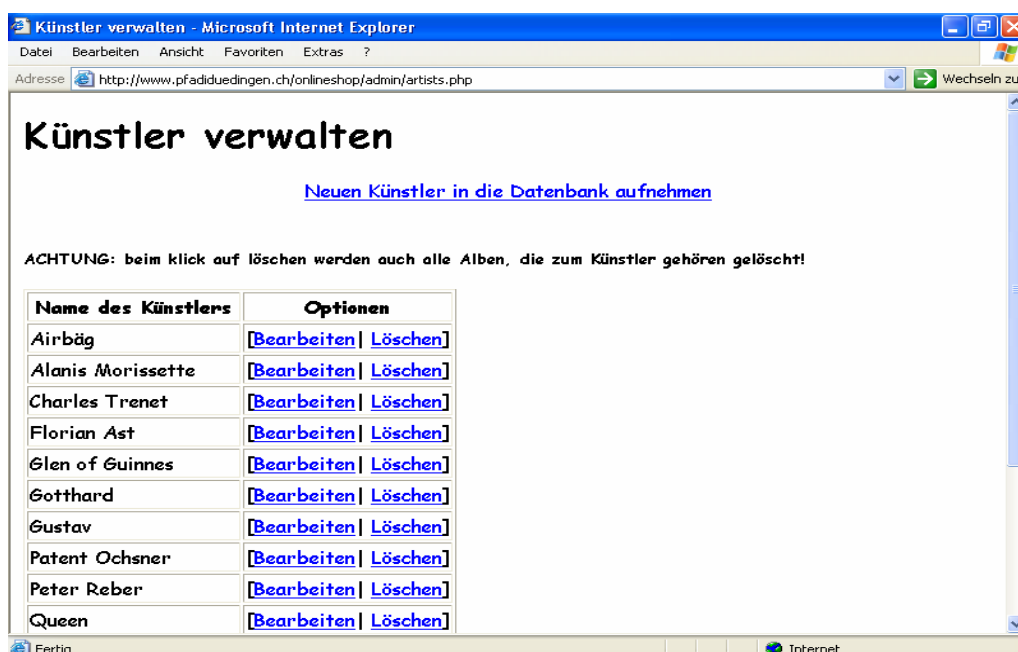 Künstler verwalten - Microsoft Internet Explorer
Datei Bearbeiten Ansicht Favoriten Extras ?
Adresse http://www.pfadiduedingen.ch/onlineshop/admin/artists.php Wechseln zu
Künstler verwalten
Neuen Künstler in die Datenbank aufnehmen
ACHTUNG: beim klick auf löschen werden auch alle Alben, die zum Künstler gehören gelöscht!
Name des Künstlers Optionen
Airbäg [Bearbeiten| Löschen]
Alanis Morissette [Bearbeiten| Löschen]
Charles Trenet [Bearbeiten| Löschen]
Florian Ast [Bearbeiten| Löschen]
Glen of Guinnes [Bearbeiten| Löschen]
Gotthard [Bearbeiten| Löschen]
Gustav [Bearbeiten| Löschen]
Patent Ochsner [Bearbeiten| Löschen]
Peter Reber [Bearbeiten| Löschen]
Queen [Bearbeiten| Löschen]
Fertig Internet